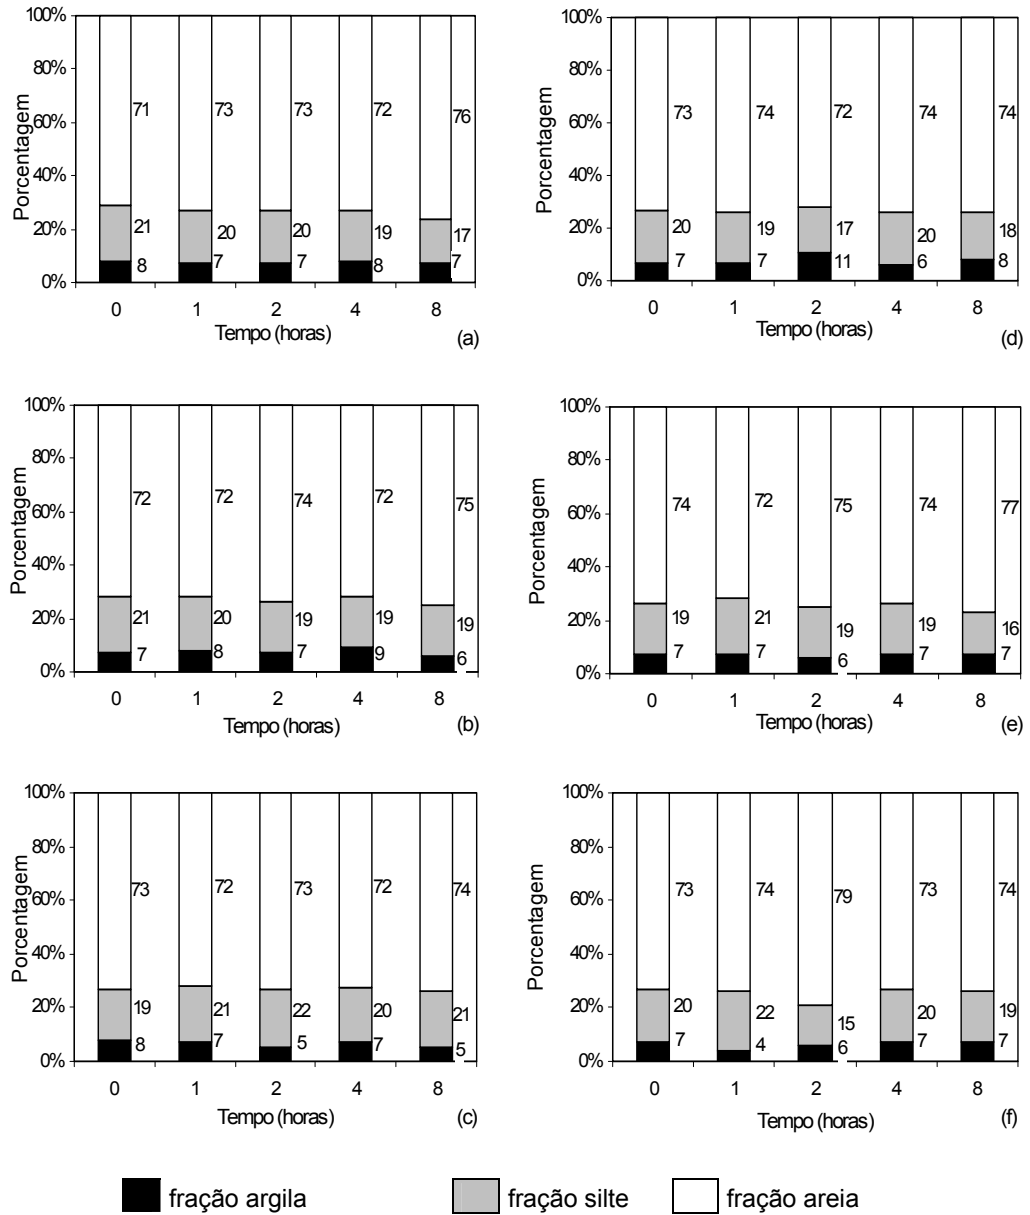 100%
80%
60%
40%
20%
0%
Porcentagem
71 73 73 72 76
21 20 20 19 17
8 7 7 8 7
0 1 2 4 8
Tempo (horas)
(a)
100%
80%
60%
40%
20%
0%
Porcentagem
73 74 72 74 74
20 19 17 20 18
7 7 11 6 8
0 1 2 4 8
Tempo (horas)
(d)
100%
80%
60%
40%
20%
0%
Porcentagem
72 72 74 72 75
21 20 19 19 19
7 8 7 9 6
0 1 2 4 8
Tempo (horas)
(b)
100%
80%
60%
40%
20%
0%
Porcentagem
74 72 75 74 77
19 21 19 19 16
7 7 6 7 7
0 1 2 4 8
Tempo (horas)
(e)
100%
80%
60%
40%
20%
0%
Porcentagem
73 72 73 72 74
19 21 22 20 21
8 7 5 7 5
0 1 2 4 8
Tempo (horas)
(c)
100%
80%
60%
40%
20%
0%
Porcentagem
73 74 79 73 74
20 22 15 20 19
7 4 6 7 7
0 1 2 4 8
Tempo (horas)
(f)
fração argila fração silte fração areia